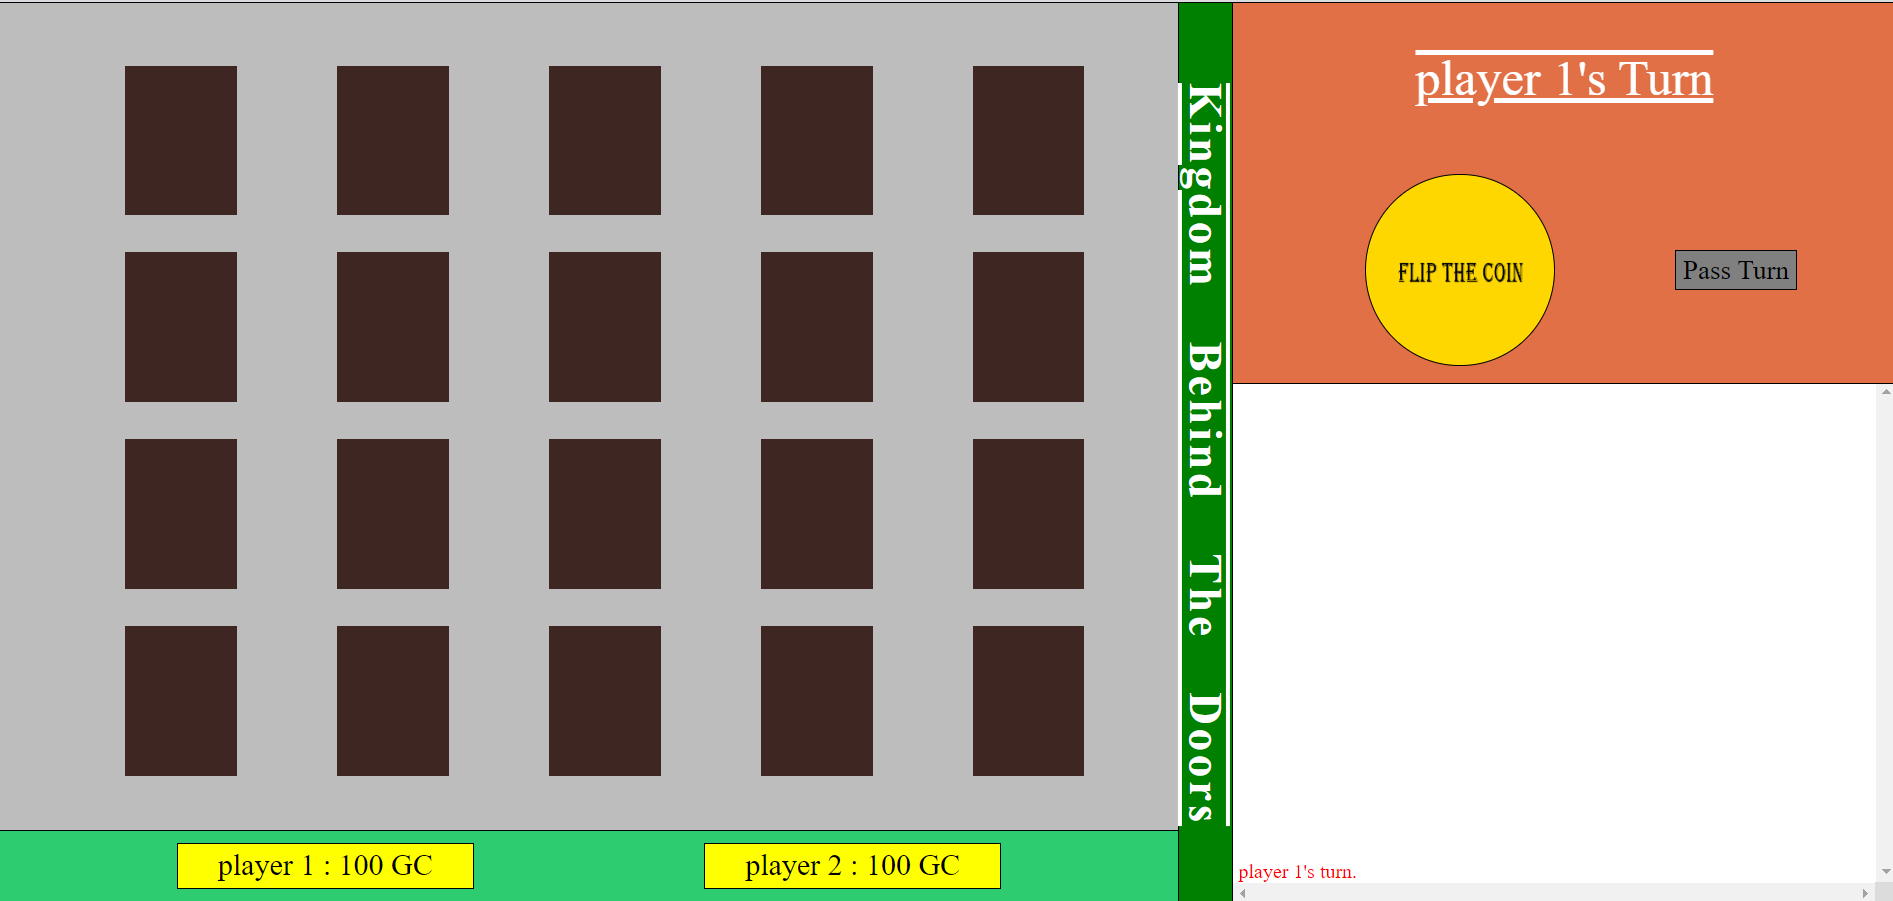 player 1's Turn
FLIP THE COIN
Pass Turn
Kingdom Behind The Doors
player 1's turn.
player 1 : 100 GC
player 2 : 100 GC